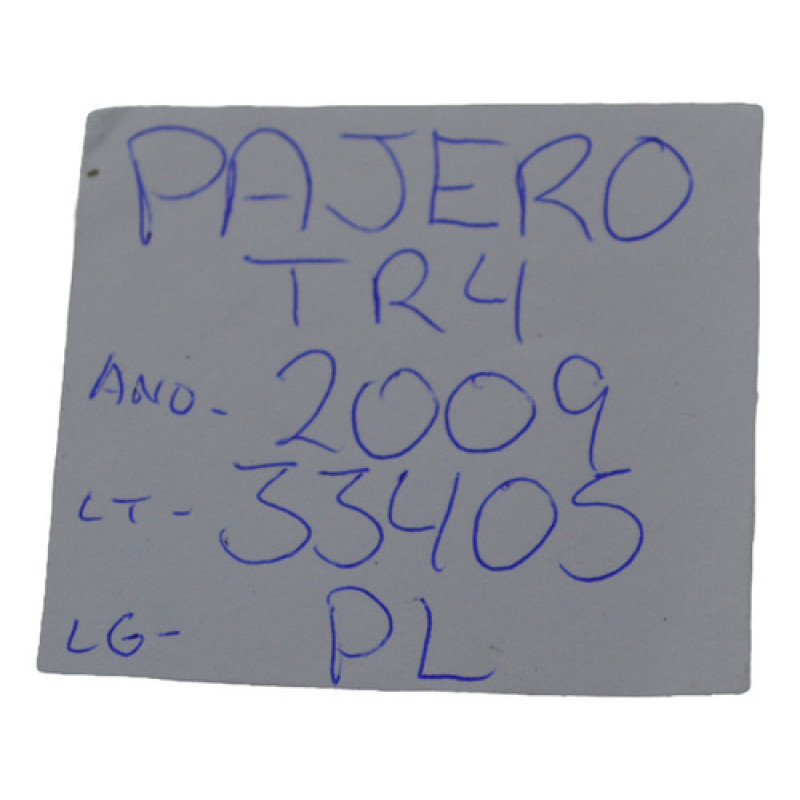 PAJERO
TR4
ANO- 2009
LT- 33405
LG- PL